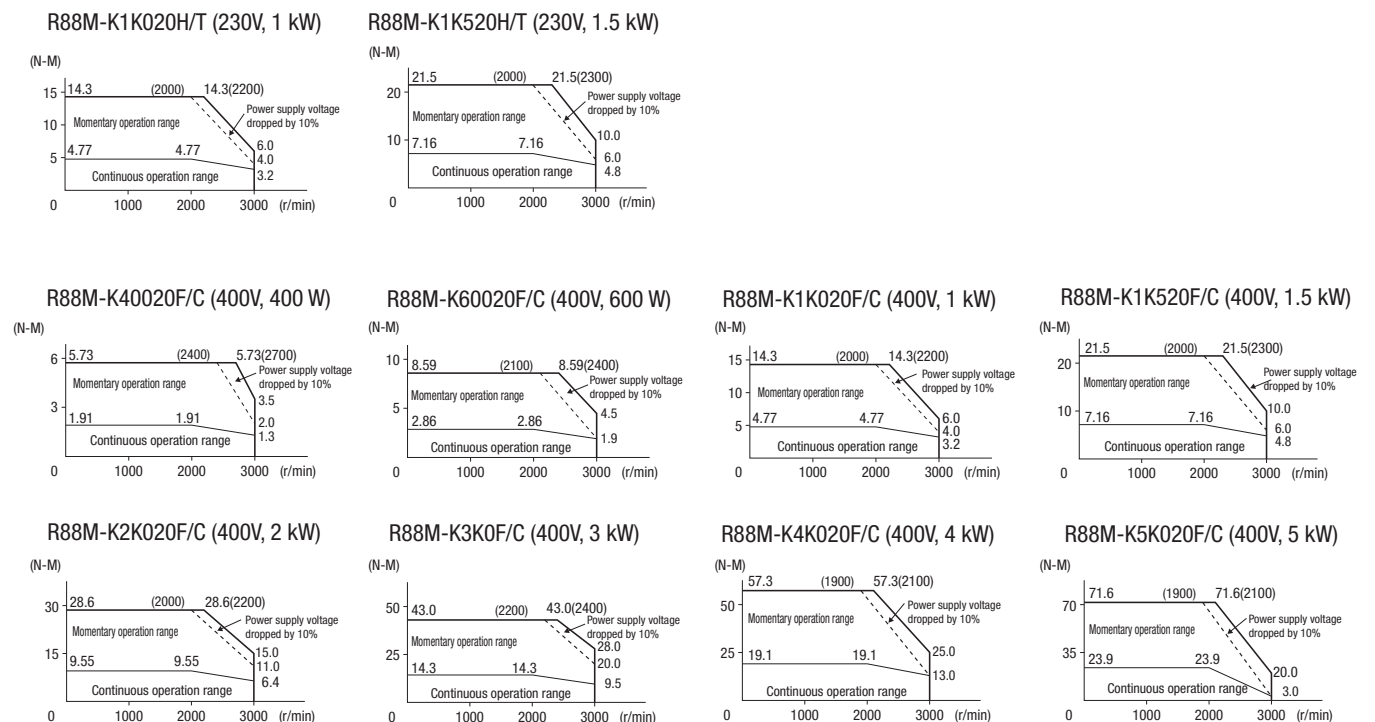 R88M-K1K020H/T (230V, 1 kW)
(N-M)
15
14.3
(2000)
14.3(2200)
Power supply voltage
dropped by 10%
10
Momentary operation range
6.0
5
4.77
4.77
4.0
3.2
Continuous operation range
0
1000
2000
3000
(r/min)
R88M-K1K520H/T (230V, 1.5 kW)
(N-M)
21.5
(2000)
21.5(2300)
20
Power supply voltage
dropped by 10%
Momentary operation range
10
10.0
7.16
7.16
6.0
4.8
Continuous operation range
0
1000
2000
3000
(r/min)
R88M-K40020F/C (400V, 400 W)
(N-M)
6
5.73
(2400)
5.73(2700)
Power supply voltage
dropped by 10%
Momentary operation range
3
3.5
1.91
1.91
2.0
1.3
Continuous operation range
0
1000
2000
3000
(r/min)
R88M-K60020F/C (400V, 600 W)
(N-M)
10
8.59
(2100)
8.59(2400)
Power supply voltage
dropped by 10%
Momentary operation range
5
4.5
2.86
2.86
1.9
Continuous operation range
0
1000
2000
3000
(r/min)
R88M-K1K020F/C (400V, 1 kW)
(N-M)
15
14.3
(2000)
14.3(2200)
Power supply voltage
dropped by 10%
10
Momentary operation range
6.0
5
4.77
4.77
4.0
3.2
Continuous operation range
0
1000
2000
3000
(r/min)
R88M-K1K520F/C (400V, 1.5 kW)
(N-M)
21.5
(2000)
21.5(2300)
20
Power supply voltage
dropped by 10%
Momentary operation range
10
10.0
7.16
7.16
6.0
4.8
Continuous operation range
0
1000
2000
3000
(r/min)
R88M-K2K020F/C (400V, 2 kW)
(N-M)
30
28.6
(2000)
28.6(2200)
Power supply voltage
dropped by 10%
Momentary operation range
15
15.0
9.55
9.55
11.0
6.4
Continuous operation range
0
1000
2000
3000
(r/min)
R88M-K3K0F/C (400V, 3 kW)
(N-M)
50
43.0
(2200)
43.0(2400)
Power supply voltage
dropped by 10%
Momentary operation range
28.0
25
20.0
14.3
14.3
9.5
Continuous operation range
0
1000
2000
3000
(r/min)
R88M-K4K020F/C (400V, 4 kW)
(N-M)
57.3
(1900)
57.3(2100)
50
Power supply voltage
dropped by 10%
Momentary operation range
25
25.0
19.1
19.1
13.0
Continuous operation range
0
1000
2000
3000
(r/min)
R88M-K5K020F/C (400V, 5 kW)
(N-M)
70
71.6
(1900)
71.6(2100)
Power supply voltage
dropped by 10%
Momentary operation range
35
23.9
23.9
20.0
3.0
Continuous operation range
0
1000
2000
3000
(r/min)